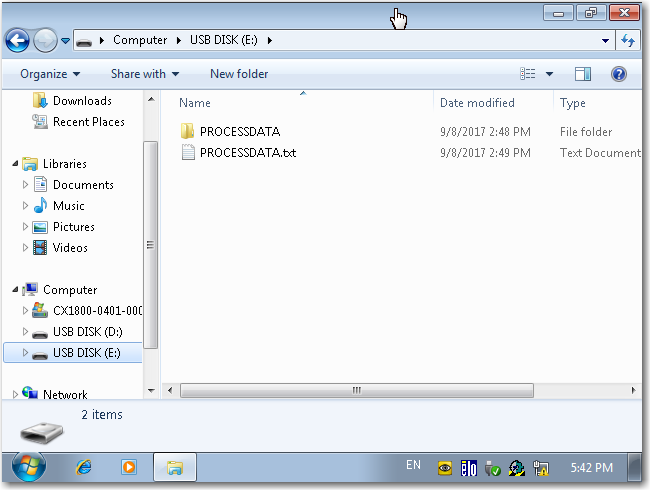 Computer
USB DISK (E:)
Organize
Share with
New folder
Downloads
Recent Places
Libraries
Documents
Music
Pictures
Videos
Computer
CX1800-0401-000
USB DISK (D:)
USB DISK (E:)
Network
Name
Date modified
Type
PROCESSDATA
9/8/2017 2:48 PM
File folder
PROCESSDATA.txt
9/8/2017 2:49 PM
Text Document
2 items
EN
5:42 PM